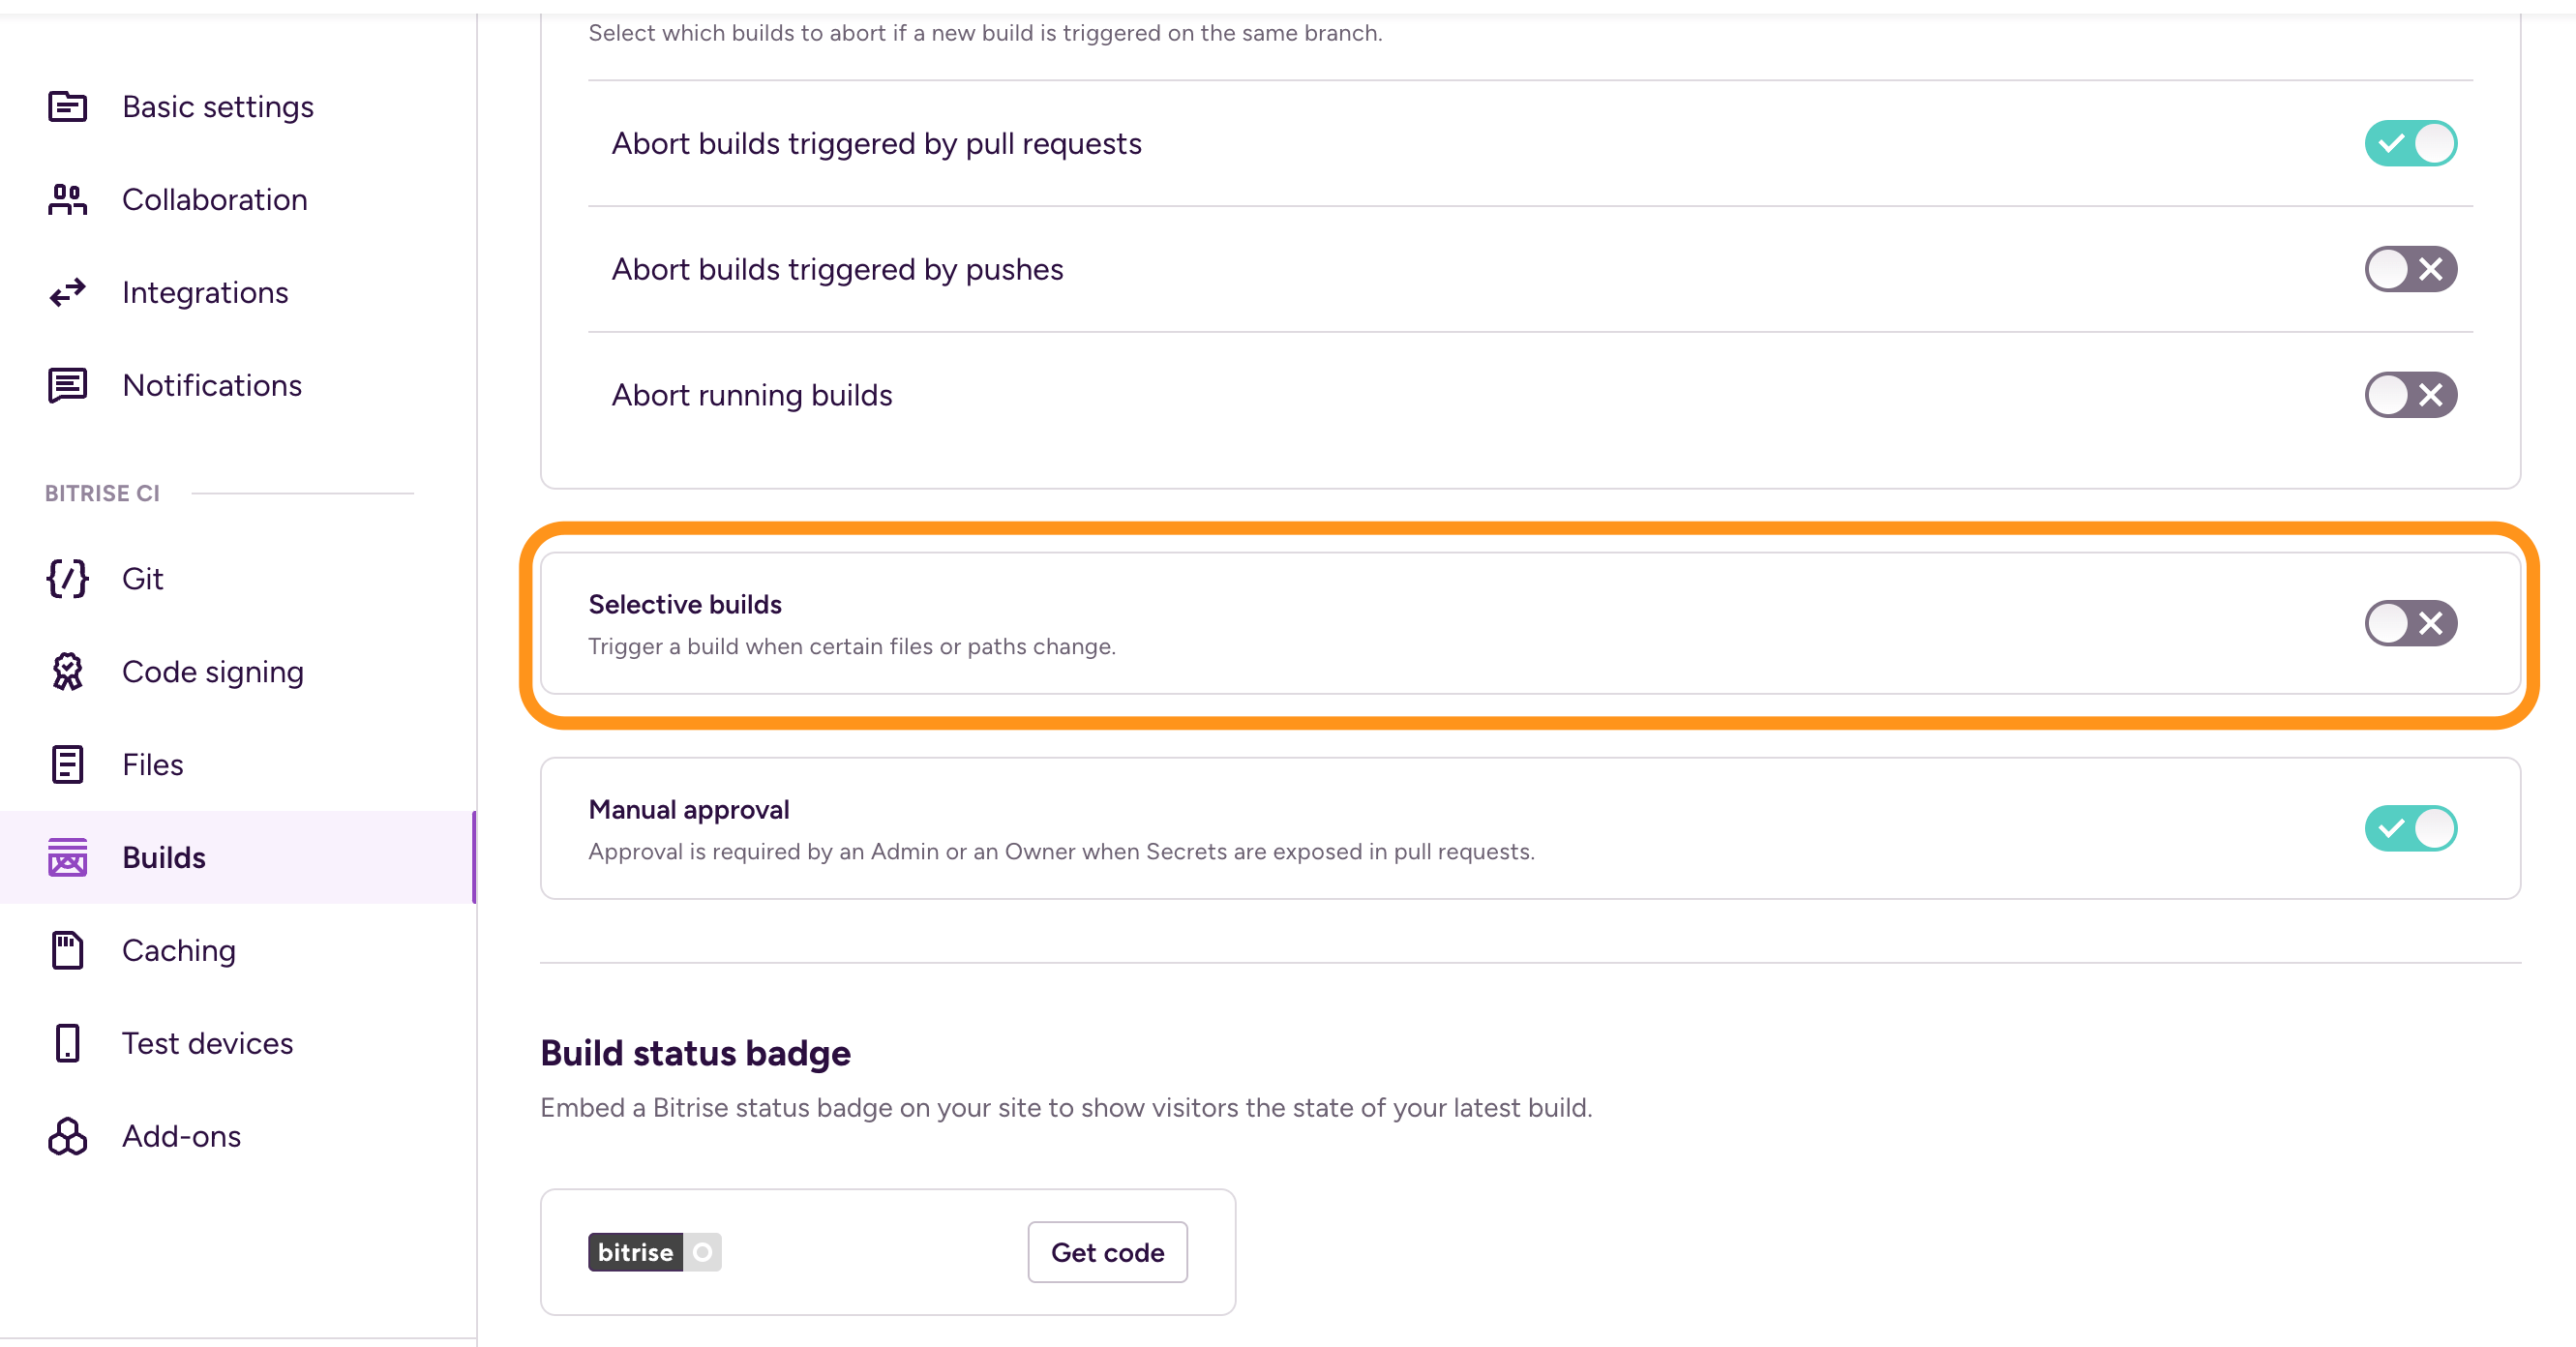 Basic settings
Collaboration
Integrations
Notifications
BITRISE CI
Git
Code signing
Files
Builds
Caching
Test devices
Add-ons
Select which builds to abort if a new build is triggered on the same branch.
Abort builds triggered by pull requests
Abort builds triggered by pushes
Abort running builds
Selective builds
Trigger a build when certain files or paths change.
Manual approval
Approval is required by an Admin or an Owner when Secrets are exposed in pull requests.
Build status badge
Embed a Bitrise status badge on your site to show visitors the state of your latest build.
bitrise
Get code